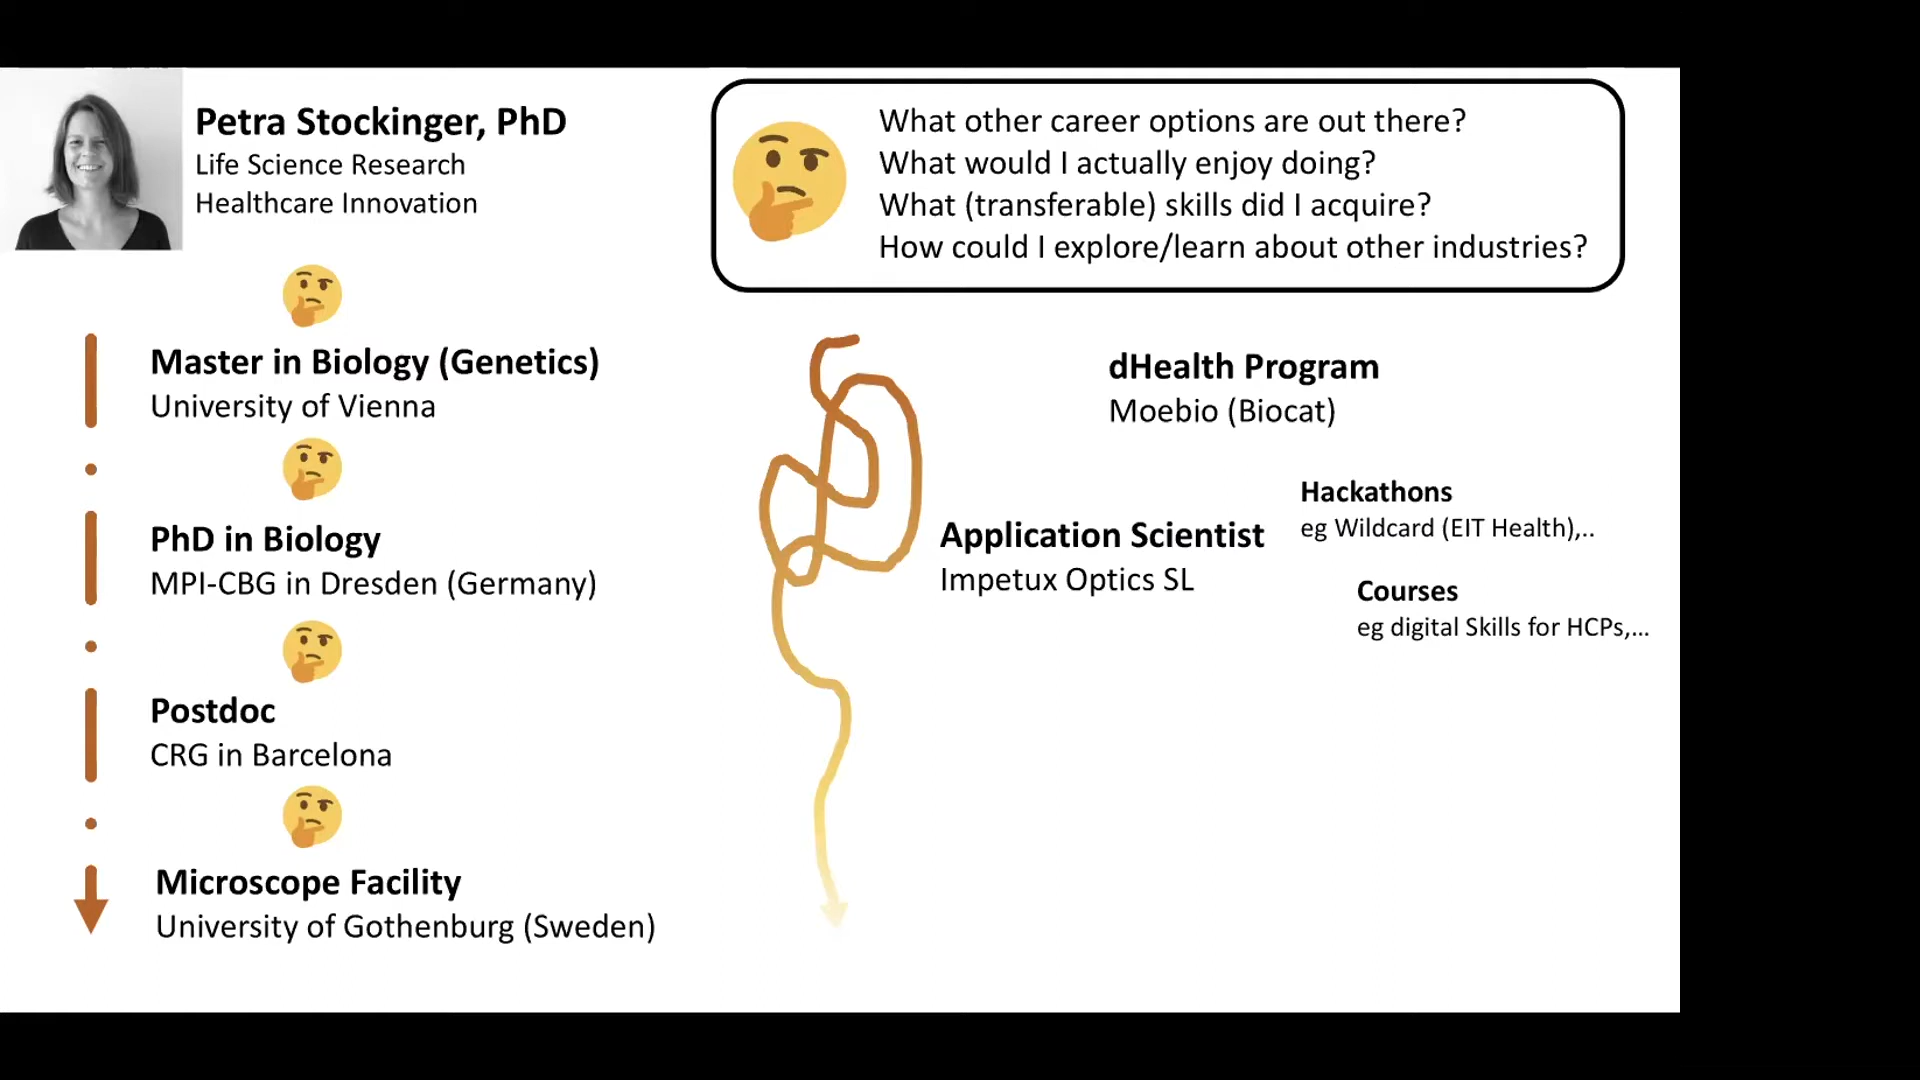 Petra Stockinger, PhD
Life Science Research
Healthcare Innovation
Master in Biology (Genetics)
University of Vienna
PhD in Biology
MPI-CBG in Dresden (Germany)
Postdoc
CRG in Barcelona
Microscope Facility
University of Gothenburg (Sweden)
What other career options are out there?
What would I actually enjoy doing?
What (transferable) skills did I acquire?
How could I explore/learn about other industries?
dHealth Program
Moebio (Biocat)
Hackathons
eg Wildcard (EIT Health),..
Application Scientist
Impetux Optics SL
Courses
eg digital Skills for HCPs,...